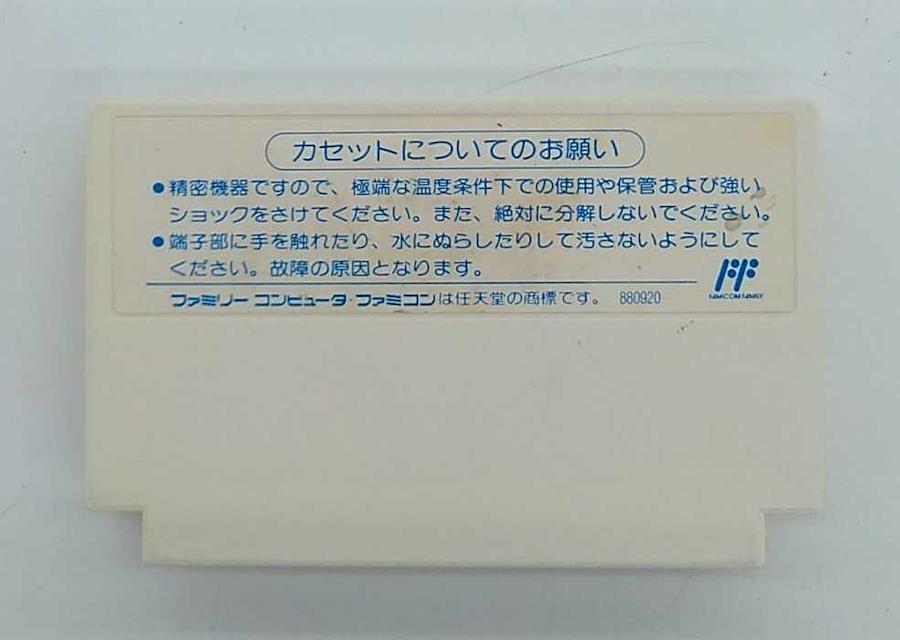 カセットについてのお願い
●精密機器ですので、極端な温度条件下での使用や保管および強い
ショックをさけてください。また、絶対に分解しないでください。
●端子部に手を触れたり、水にぬらしたりして汚さないようにして
ください。故障の原因となります。
ファミリー コンピュータ・ファミコンは任天堂の商標です。 880920
FAMICOM FAMILY